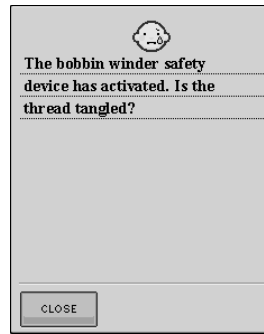 The bobbin winder safety
device has activated. Is the
thread tangled?
CLOSE